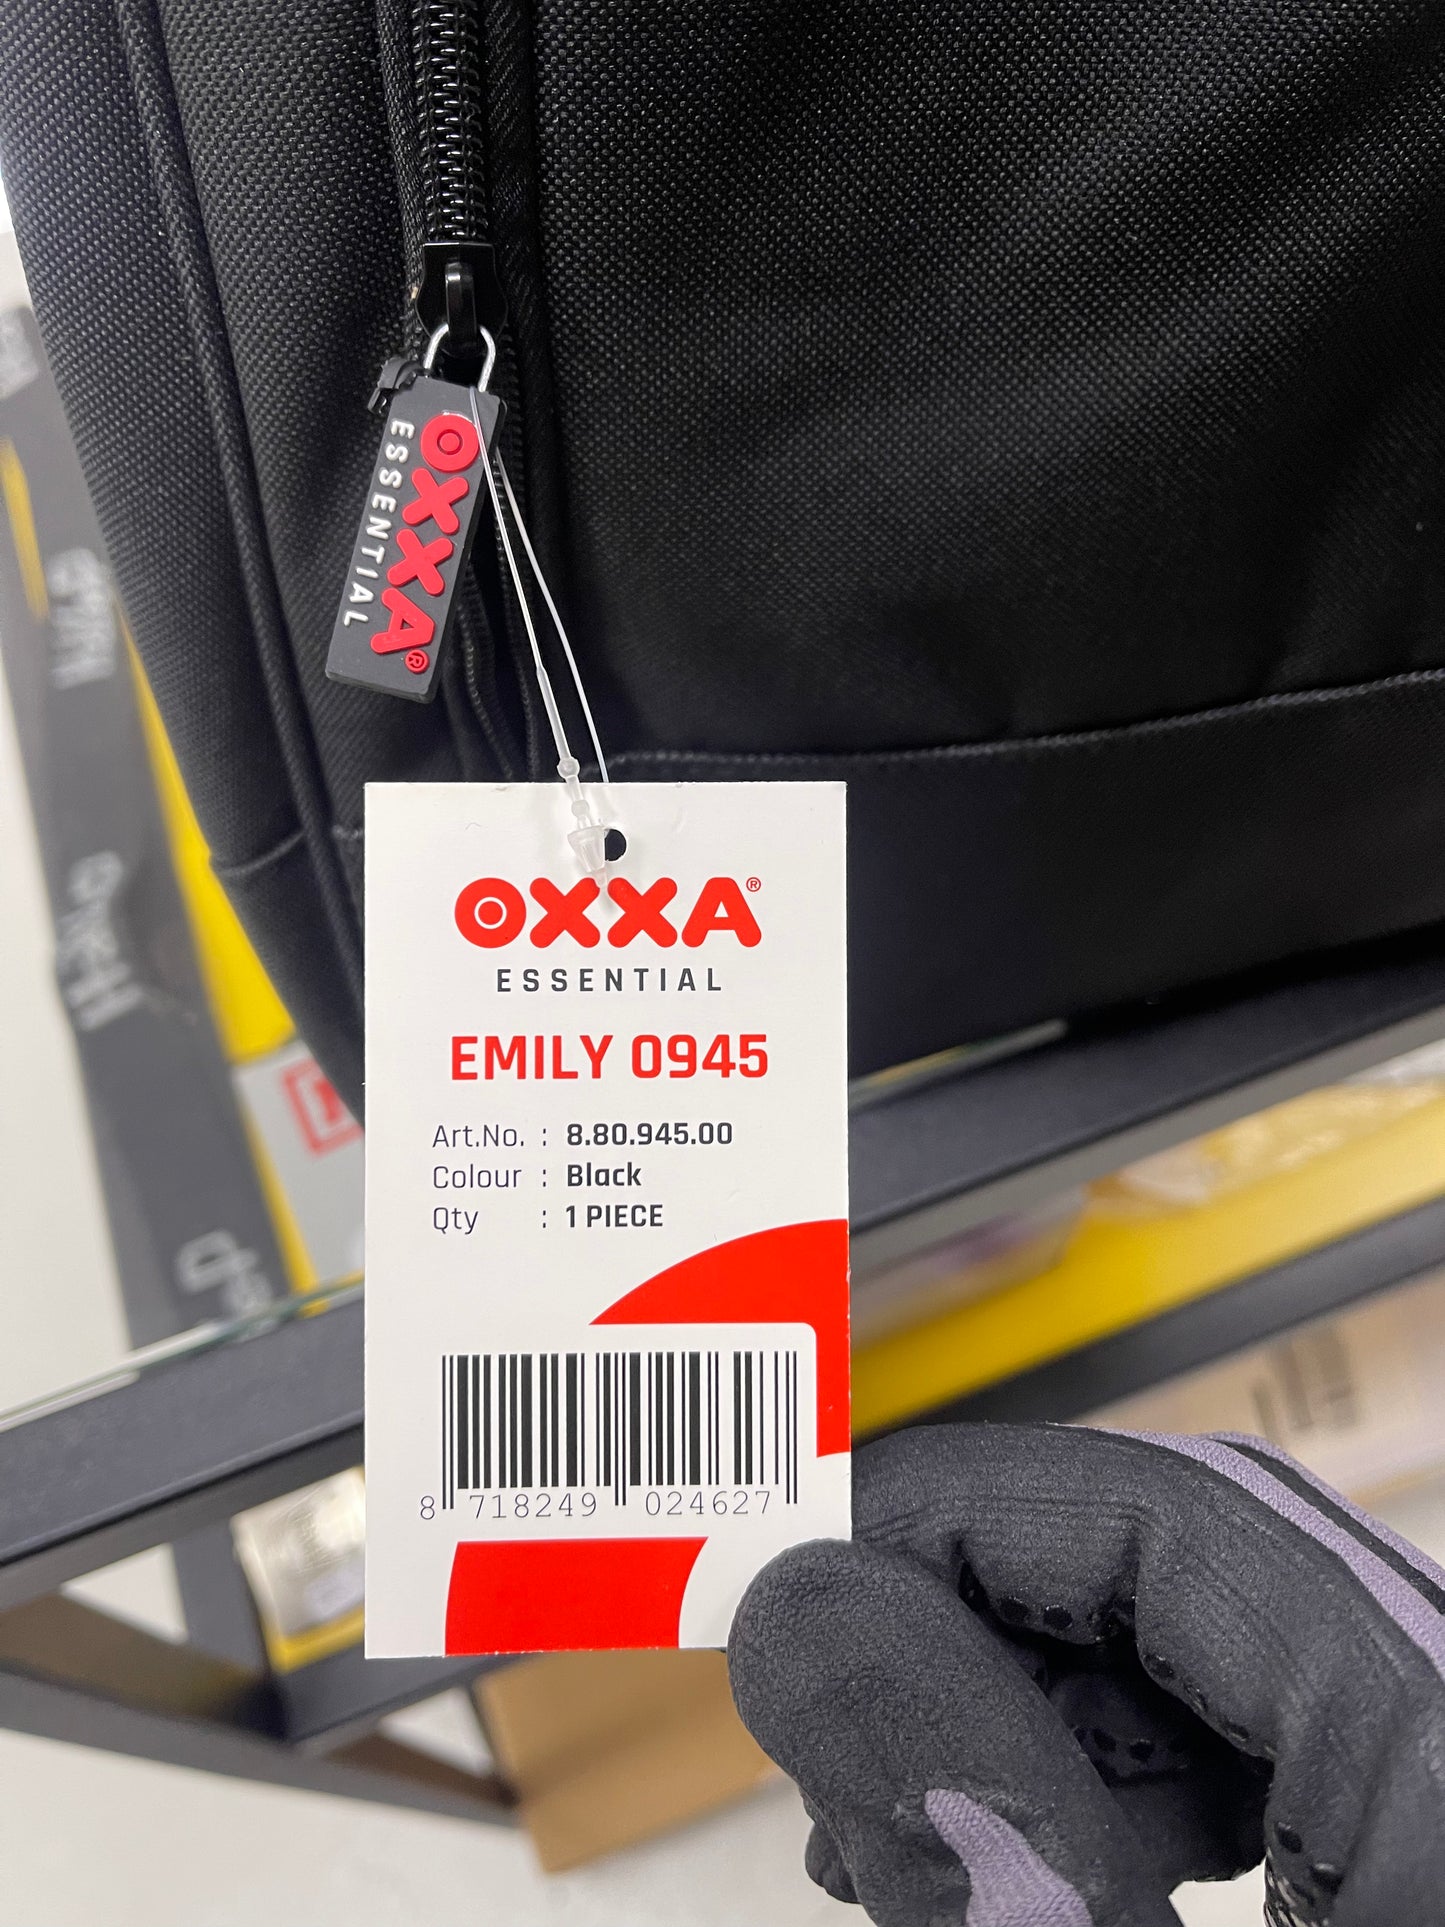 OXXA®
ESSENTIAL
OXXA®
ESSENTIAL
EMILY 0945
Art.No. : 8.80.945.00
Colour : Black
Qty : 1 PIECE
8 718249 024627